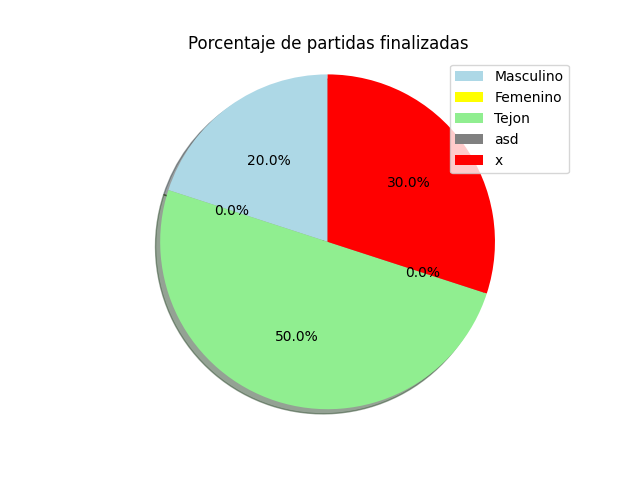 Porcentaje de partidas finalizadas
Masculino
Femenino
Tejon
asd
x
20.0%
30.0%
0.0%
0.0%
50.0%